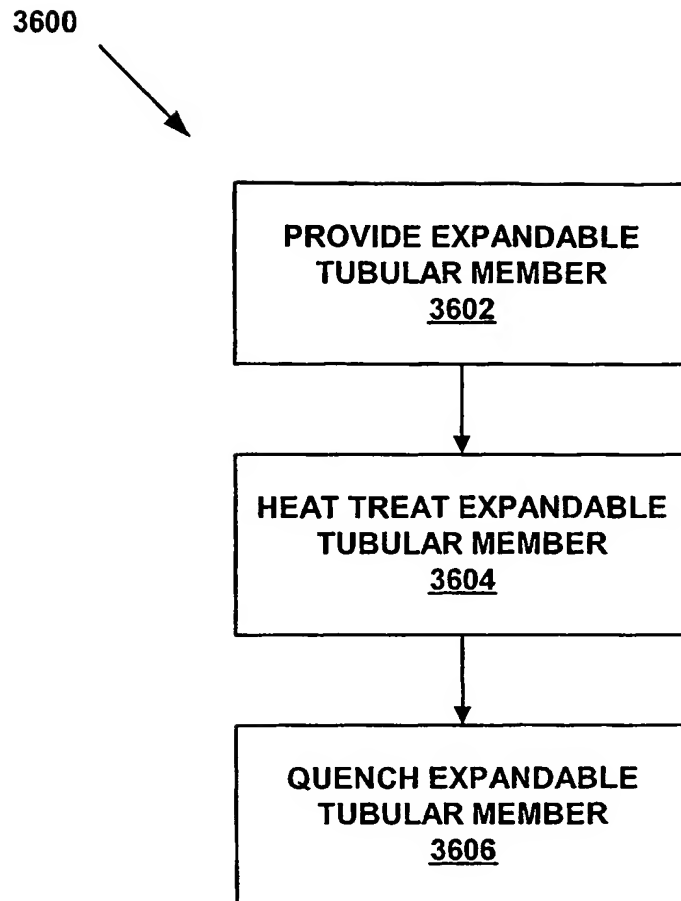 3600
PROVIDE EXPANDABLE
TUBULAR MEMBER
3602
HEAT TREAT EXPANDABLE
TUBULAR MEMBER
3604
QUENCH EXPANDABLE
TUBULAR MEMBER
3606